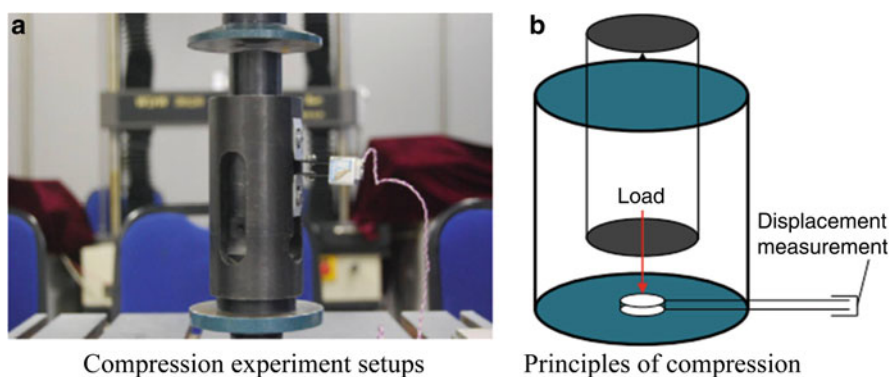 a
b
Load
Displacement
measurement
Compression experiment setups
Principles of compression